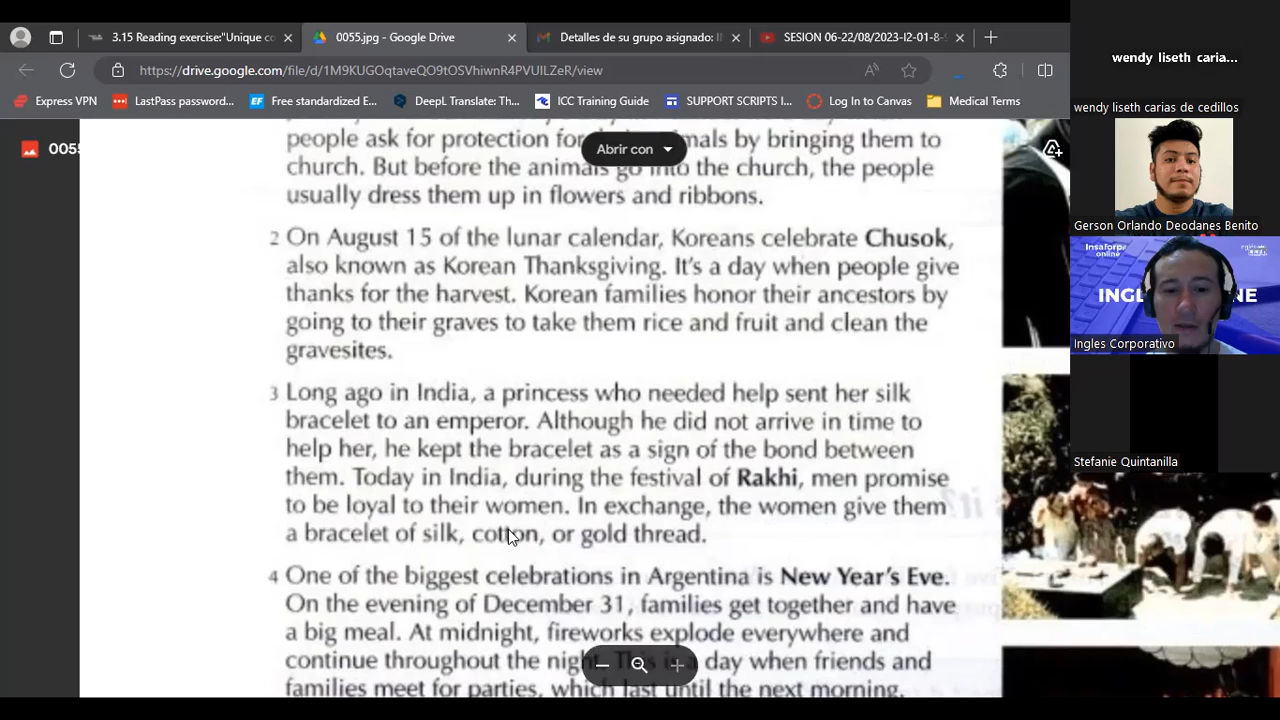 3.15 Reading exercise:"Unique co
0055.jpg - Google Drive
Detalles de su grupo asignado: I
SESION 06-22/08/2023-I2-01-8-9
https://drive.google.com/file/d/1M9KUGOqtaveQO9tOSVhiwnR4PVUILZeR/view
Express VPN
LastPass password...
Free standardized E...
DeepL Translate: Th...
ICC Training Guide
SUPPORT SCRIPTS I...
Log In to Canvas
Medical Terms
0055
Abrir con
people ask for protection for animals by bringing them to
church. But before the animals go into the church, the people
usually dress them up in flowers and ribbons.
2 On August 15 of the lunar calendar, Koreans celebrate Chusok,
also known as Korean Thanksgiving. It's a day when people give
thanks for the harvest. Korean families honor their ancestors by
going to their graves to take them rice and fruit and clean the
gravesites.
3 Long ago in India, a princess who needed help sent her silk
bracelet to an emperor. Although he did not arrive in time to
help her, he kept the bracelet as a sign of the bond between
them. Today in India, during the festival of Rakhi, men promise
to be loyal to their women. In exchange, the women give them
a bracelet of silk, cotton, or gold thread.
4 One of the biggest celebrations in Argentina is New Year's Eve.
On the evening of December 31, families get together and have
a big meal. At midnight, fireworks explode everywhere and
continue throughout the night. This is a day when friends and
families meet for parties, which last until the next morning.
wendy liseth caria...
wendy liseth carias de cedillos
Gerson Orlando Deodanes Benito
Insaforp
online
INGL
NE
Ingles Corporativo
Stefanie Quintanilla